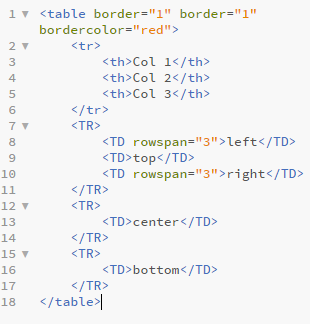 1 ▼ <table border="1" border="1"
bordercolor="red">
2 ▼ <tr>
3 <th>Col 1</th>
4 <th>Col 2</th>
5 <th>Col 3</th>
6 </tr>
7 ▼ <TR>
8 <TD rowspan="3">left</TD>
9 <TD>top</TD>
10 <TD rowspan="3">right</TD>
11 </TR>
12 ▼ <TR>
13 <TD>center</TD>
14 </TR>
15 ▼ <TR>
16 <TD>bottom</TD>
17 </TR>
18 </table>